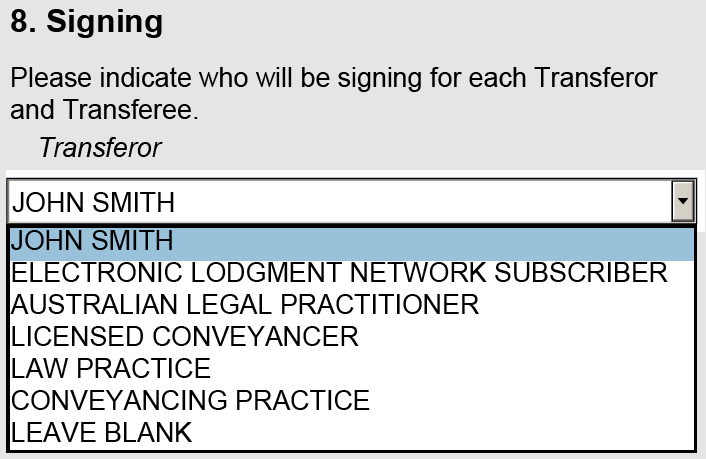 8. Signing
Please indicate who will be signing for each Transferor
and Transferee.
Transferor
JOHN SMITH
JOHN SMITH
ELECTRONIC LODGMENT NETWORK SUBSCRIBER
AUSTRALIAN LEGAL PRACTITIONER
LICENSED CONVEYANCER
LAW PRACTICE
CONVEYANCING PRACTICE
LEAVE BLANK